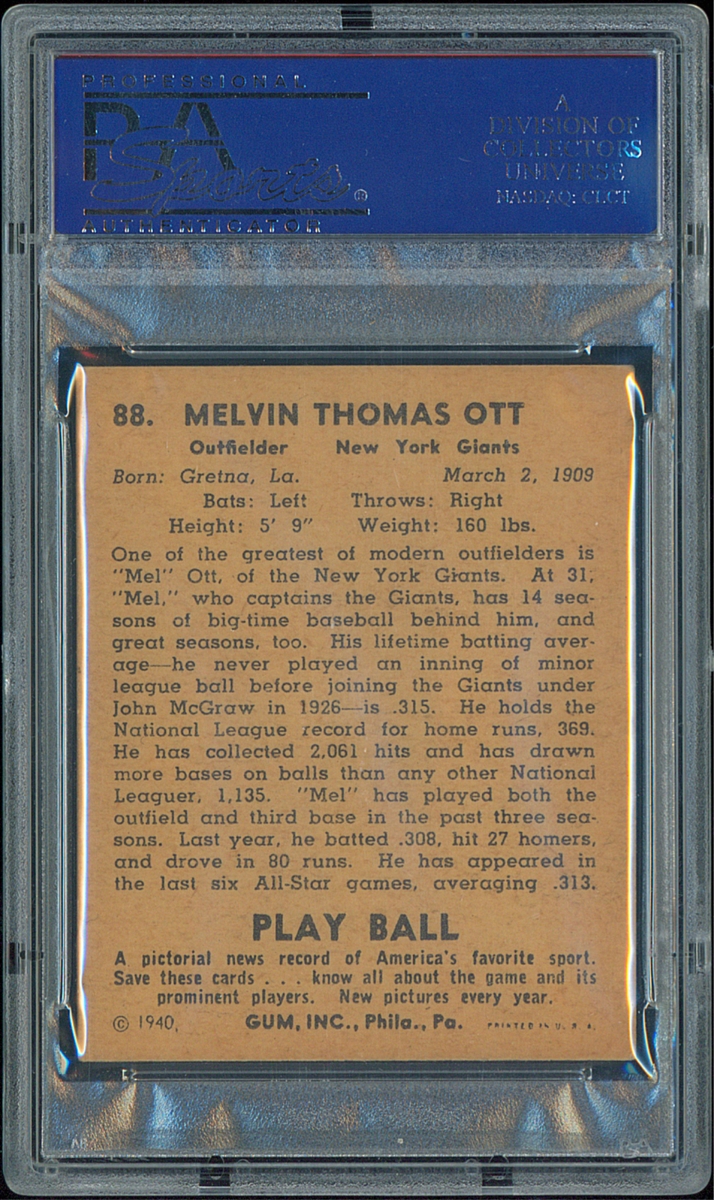 PROFESSIONAL
PSA
AUTHENTICATOR
®
A
DIVISION OF
COLLECTORS
UNIVERSE
NASDAQ: CLCT
88. MELVIN THOMAS OTT
Outfielder New York Giants
Born: Gretna, La. March 2, 1909
Bats: Left Throws: Right
Height: 5' 9" Weight: 160 lbs.
One of the greatest of modern outfielders is
"Mel" Ott, of the New York Giants. At 31,
"Mel," who captains the Giants, has 14 sea-
sons of big-time baseball behind him, and
great seasons, too. His lifetime batting aver-
age—he never played an inning of minor
league ball before joining the Giants under
John McGraw in 1926—is .315. He holds the
National League record for home runs, 369.
He has collected 2,061 hits and has drawn
more bases on balls than any other National
Leaguer, 1,135. "Mel" has played both the
outfield and third base in the past three sea-
sons. Last year, he batted .308, hit 27 homers,
and drove in 80 runs. He has appeared in
the last six All-Star games, averaging .313.
PLAY BALL
A pictorial news record of America's favorite sport.
Save these cards . . . know all about the game and its
prominent players. New pictures every year.
© 1940, GUM, INC., Phila., Pa. PRINTED IN U. S. A.